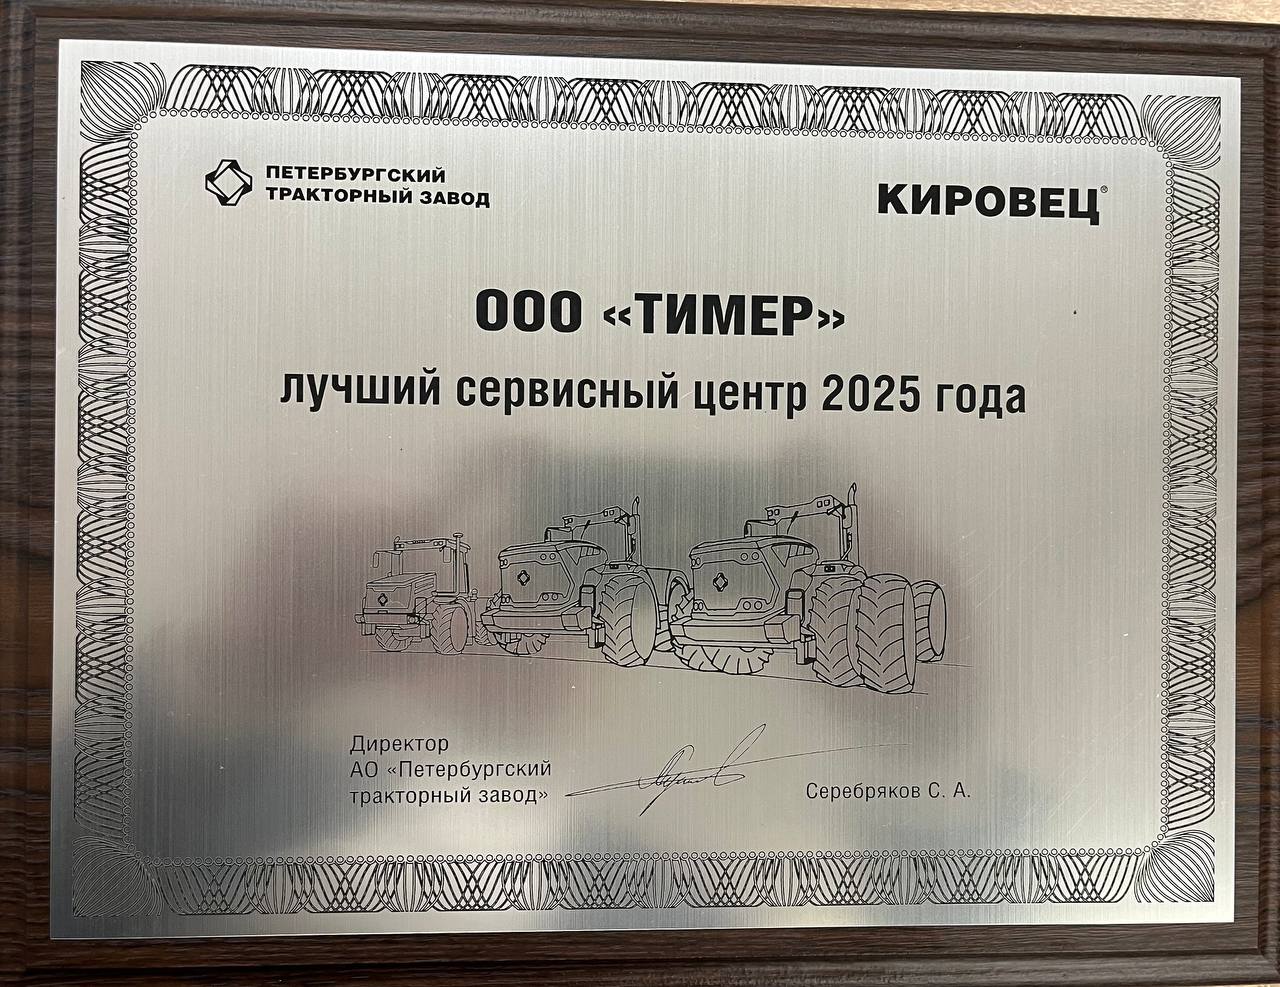 ПЕТЕРБУРГСКИЙ
ТРАКТОРНЫЙ ЗАВОД
КИРОВЕЦ®
ООО «ТИМЕР»
лучший сервисный центр 2025 года
Директор
АО «Петербургский
тракторный завод»
Серебряков С. А.